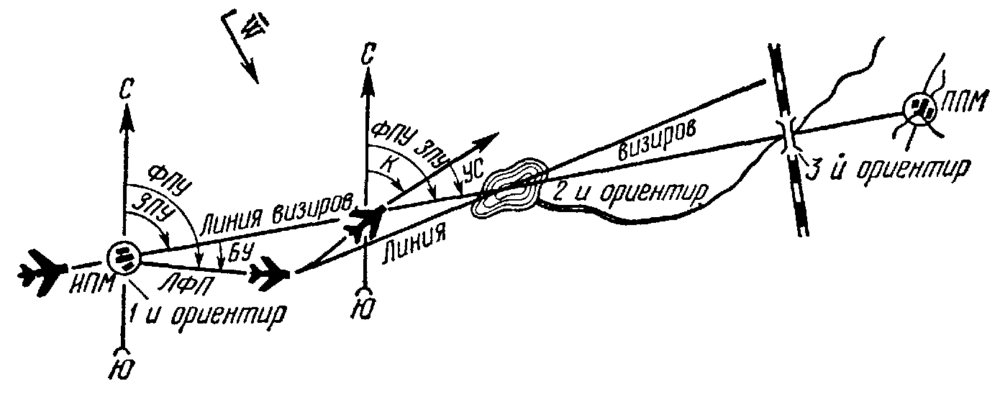 W
С
С
ФПУ
ЗПУ
К
УС
ФПУ
ЗПУ
Линия визиров
БУ
ЛФП
ИПМ
1 и ориентир
Ю
Ю
Линия
визиров
2 и ориентир
3 й ориентир
ППМ